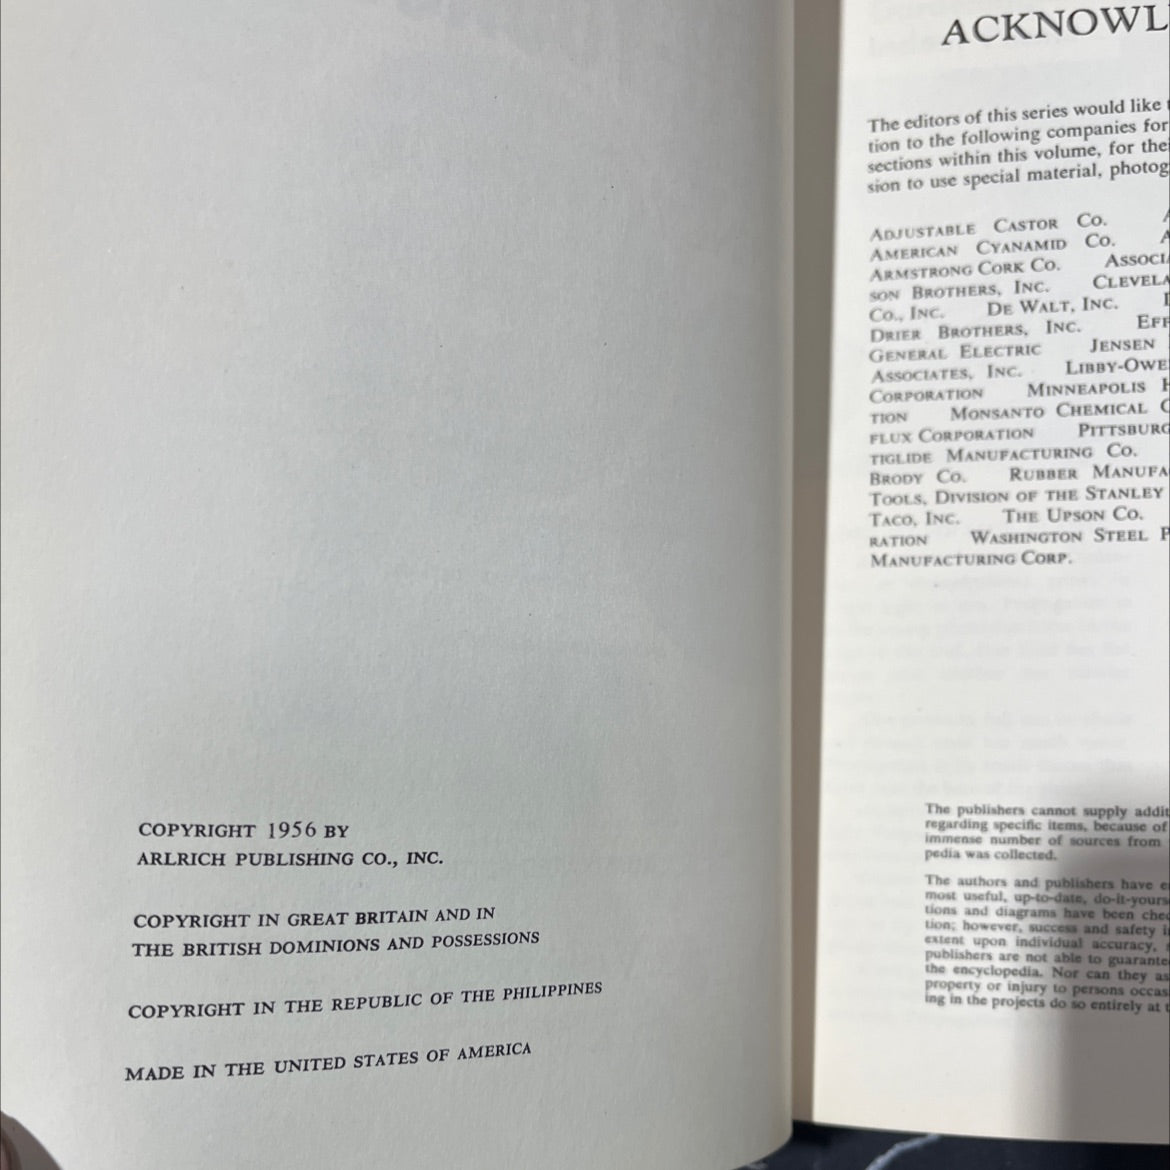 COPYRIGHT 1956 BY
ARLRICH PUBLISHING CO., INC.
COPYRIGHT IN GREAT BRITAIN AND IN
THE BRITISH DOMINIONS AND POSSESSIONS
COPYRIGHT IN THE REPUBLIC OF THE PHILIPPINES
MADE IN THE UNITED STATES OF AMERICA
ACKNOWL
The editors of this series would like
tion to the following companies for
sections within this volume, for the
sion to use special material, photog
ADJUSTABLE CASTOR CO. A
AMERICAN CYANAMID CO. A
ARMSTRONG CORK CO. ASSOCI
SON BROTHERS, INC. CLEVELA
CO., INC. DE WALT, INC.
DRIER BROTHERS, INC. EFF
GENERAL ELECTRIC JENSEN
ASSOCIATES, INC. LIBBY-OWE
CORPORATION MINNEAPOLIS H
TION MONSANTO CHEMICAL C
FLUX CORPORATION PITTSBURG
TIGLIDE MANUFACTURING CO.
BRODY CO. RUBBER MANUFA
TOOLS, DIVISION OF THE STANLEY
TACO, INC. THE UPSON CO.
RATION WASHINGTON STEEL P
MANUFACTURING CORP.
The publishers cannot supply addit
regarding specific items, because of
immense number of sources from
pedia was collected.
The authors and publishers have e
most useful, up-to-date, do-it-yours
tions and diagrams have been chec
tion; however, success and safety i
extent upon individual accuracy,
publishers are not able to guarante
the encyclopedia. Nor can they as
property or injury to persons occas
ing in the projects do so entirely at t